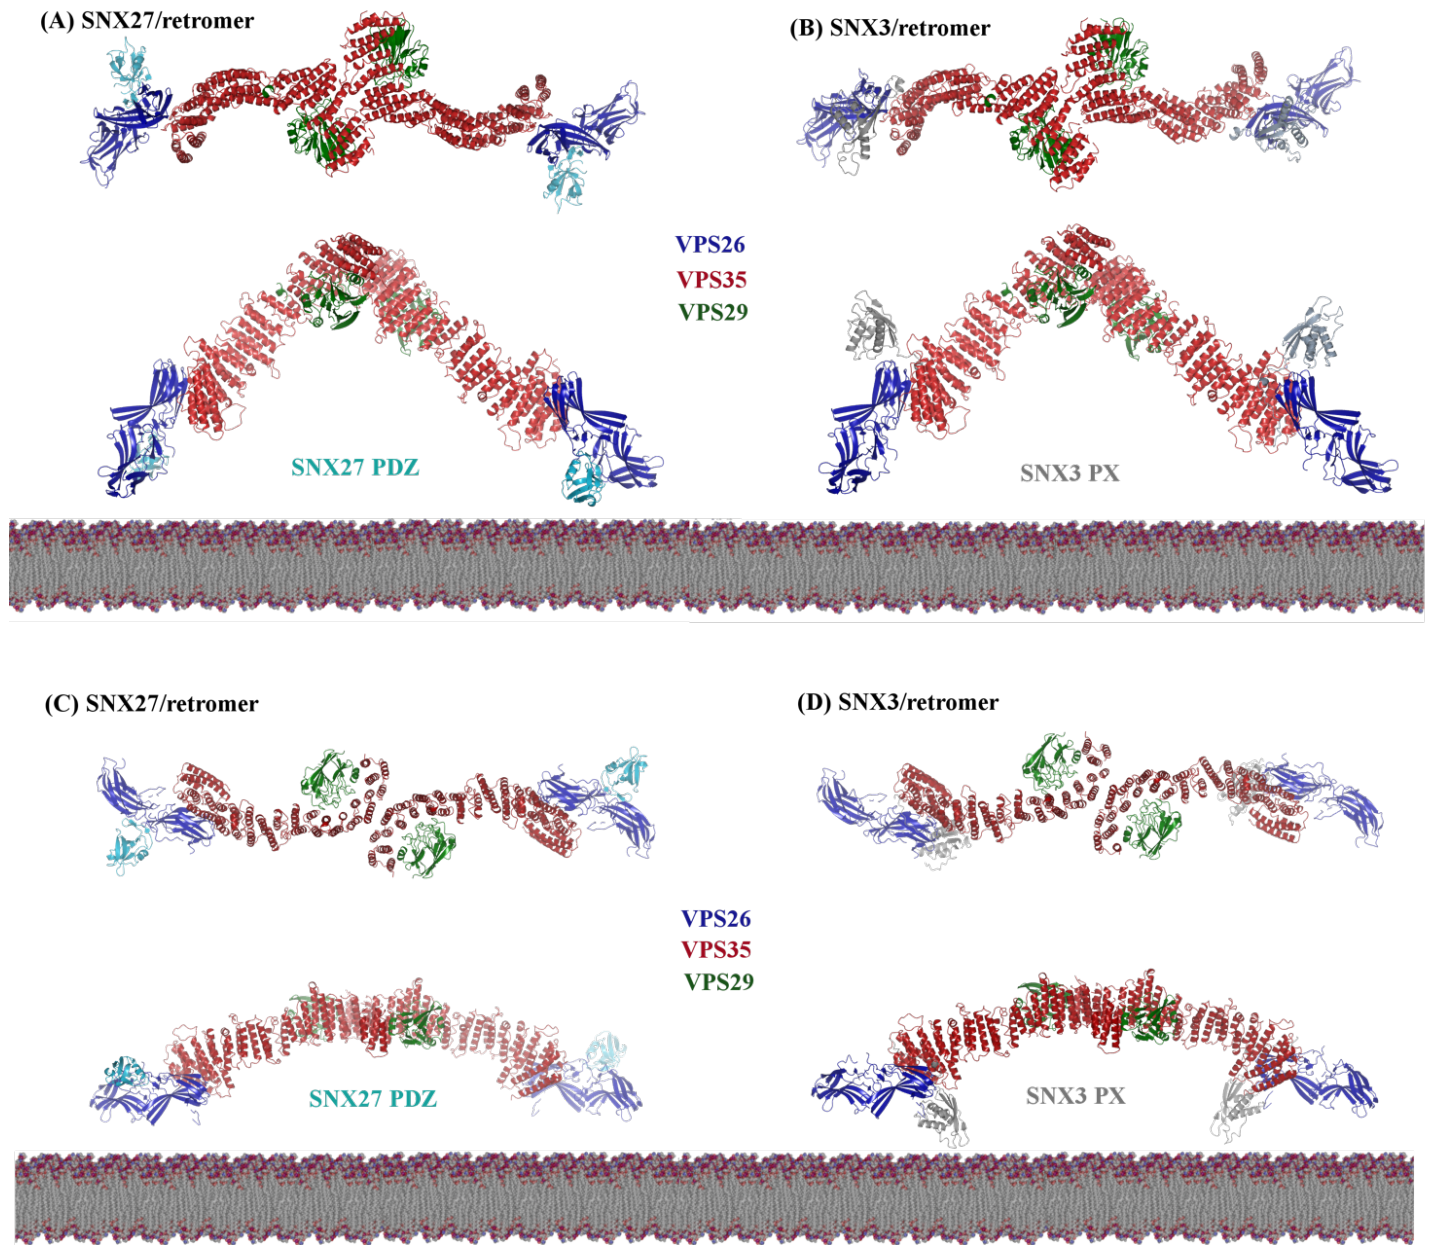 (A) SNX27/retromer
(B) SNX3/retromer
VPS26
VPS35
VPS29
SNX27 PDZ
SNX3 PX
(C) SNX27/retromer
(D) SNX3/retromer
VPS26
VPS35
VPS29
SNX27 PDZ
SNX3 PX